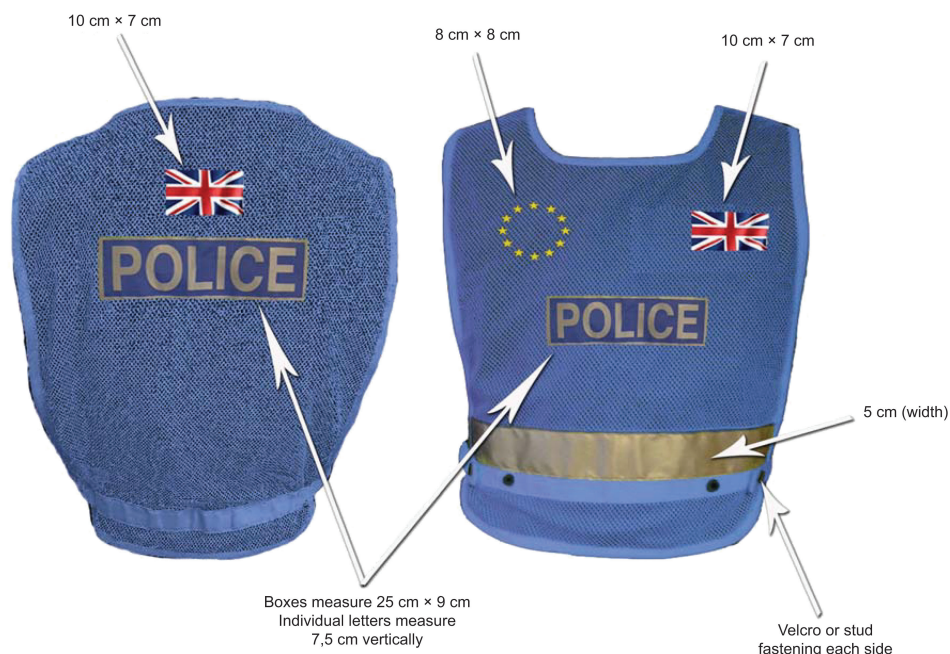 10 cm × 7 cm
8 cm × 8 cm
10 cm × 7 cm
POLICE
POLICE
5 cm (width)
Boxes measure 25 cm × 9 cm
Individual letters measure
7,5 cm vertically
Velcro or stud
fastening each side